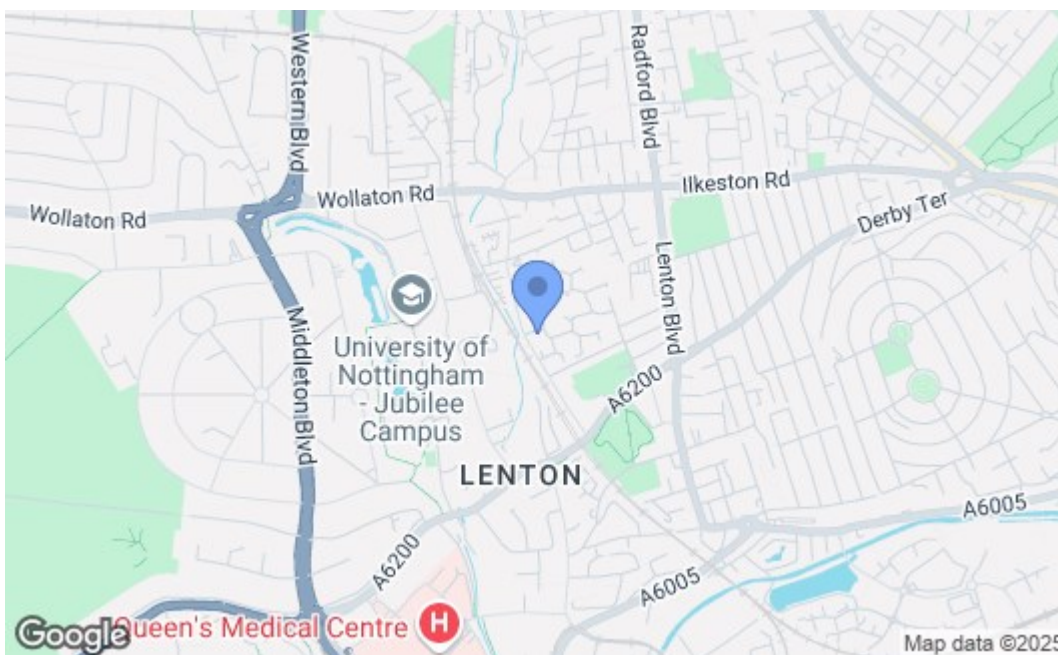 Western Blvd
Radford Blvd
Ilkeston Rd
Wollaton Rd
Wollaton Rd
Derby Ter
Lenton Blvd
Middleton Blvd
University of
Nottingham
- Jubilee
Campus
A6200
LENTON
A6005
A6200
A6005
Queen's Medical Centre
H
Google
Map data ©2025